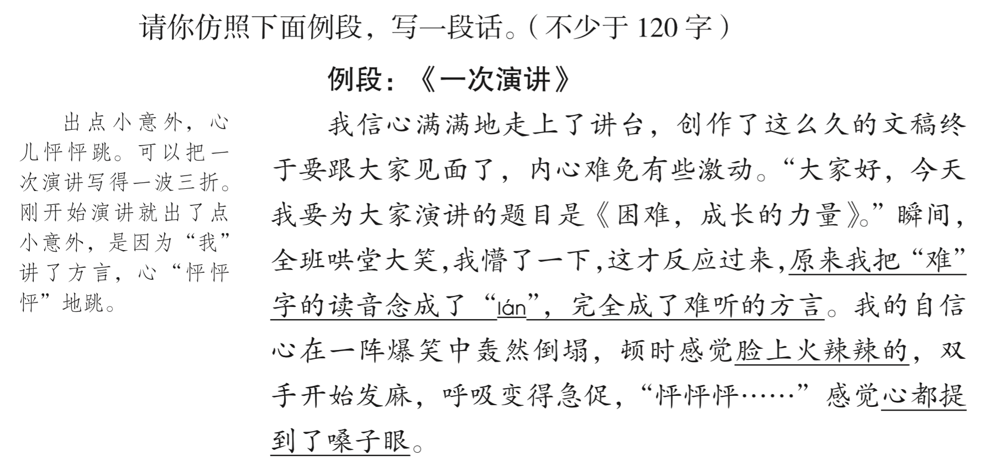 请你仿照下面例段，写一段话。（不少于 120 字）
例段：《一次演讲》
出点小意外，心
儿怦怦跳。可以把一
次演讲写得一波三折。
刚开始演讲就出了点
小意外，是因为“我”
讲了方言，心“怦怦
怦”地跳。
我信心满满地走上了讲台，创作了这么久的文稿终
于要跟大家见面了，内心难免有些激动。“大家好，今天
我要为大家演讲的题目是《困难，成长的力量》。”瞬间，
全班哄堂大笑，我懵了一下，这才反应过来，原来我把“难”
字的读音念成了“lán”，完全成了难听的方言。我的自信
心在一阵爆笑中轰然倒塌，顿时感觉脸上火辣辣的，双
手开始发麻，呼吸变得急促，“怦怦怦……”感觉心都提
到了嗓子眼。